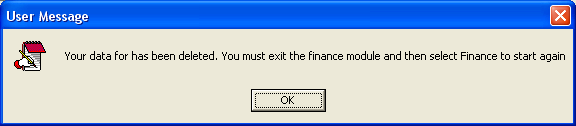 User Message
Your data for has been deleted. You must exit the finance module and then select Finance to start again
OK